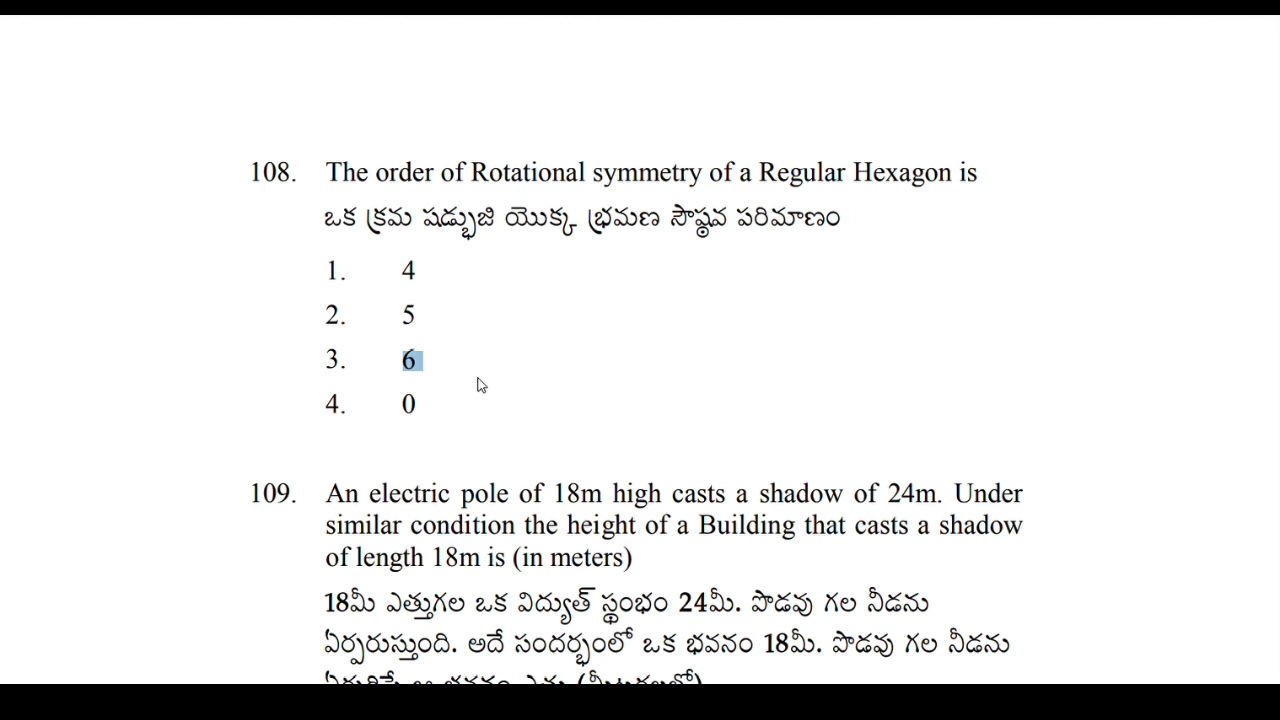 108. The order of Rotational symmetry of a Regular Hexagon is
ఒక క్రమ షడ్భుజి యొక్క భ్రమణ సౌష్ఠవ పరిమాణం
1. 4
2. 5
3. 6
4. 0
109. An electric pole of 18m high casts a shadow of 24m. Under
similar condition the height of a Building that casts a shadow
of length 18m is (in meters)
18మీ ఎత్తుగల ఒక విద్యుత్ స్థంభం 24మీ. పొడవు గల నీడను
ఏర్పరుస్తుంది. అదే సందర్భంలో ఒక భవనం 18మీ. పొడవు గల నీడను